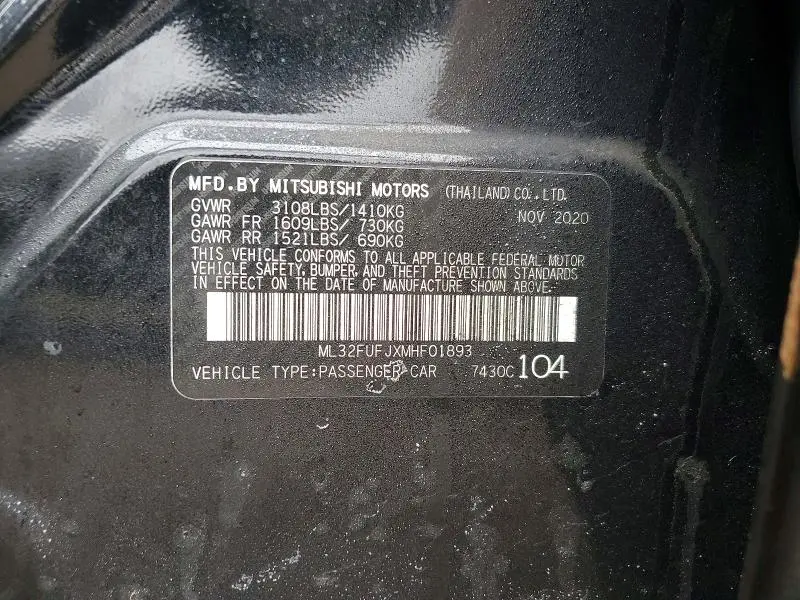 MFD.BY MITSUBISHI MOTORS (THAILAND)CO.,LTD.
GVWR 3108LBS/1410KG NOV 2020
GAWR FR 1609LBS/ 730KG
GAWR RR 1521LBS/ 690KG
THIS VEHICLE CONFORMS TO ALL APPLICABLE FEDERAL MOTOR
VEHICLE SAFETY, BUMPER, AND THEFT PREVENTION STANDARDS
IN EFFECT ON THE DATE OF MANUFACTURE SHOWN ABOVE.
ML32FUFJXMHF01893
VEHICLE TYPE:PASSENGER CAR 7430C 104